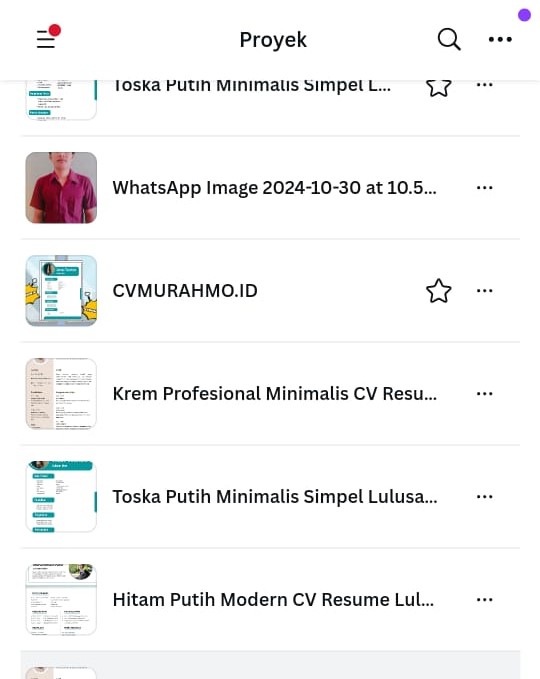 Proyek
Toska Putih Minimalis Simpel L...
WhatsApp Image 2024-10-30 at 10.5...
CVMURAHMO.ID
Krem Profesional Minimalis CV Resu...
Toska Putih Minimalis Simpel Lulusa...
Hitam Putih Modern CV Resume Lul...